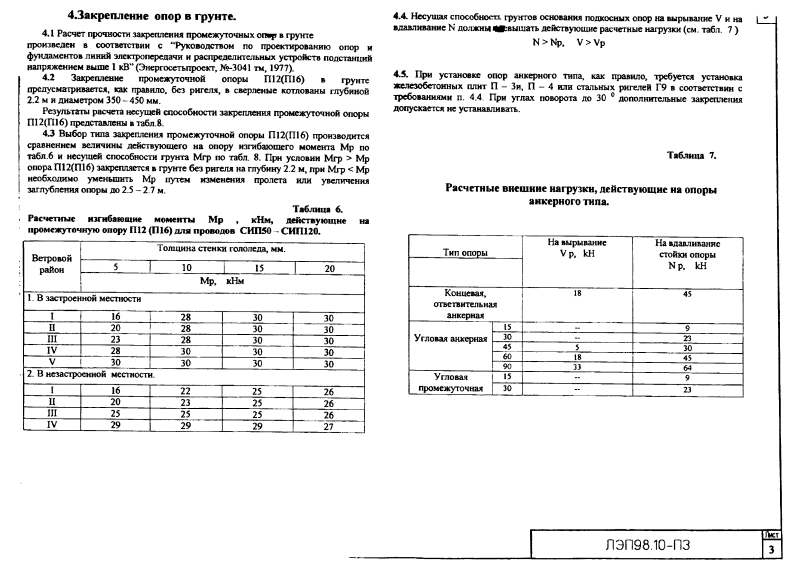 4.Закрепление опор в грунте.
4.1 Расчет прочности закрепления промежуточных опор в грунте
произведен в соответствии с “Руководством по проектированию опор и
фундаментов линий электропередачи и распределительных устройств подстанций
напряжением выше 1 кВ” (Энергосетьпроект, №-3041 тм, 1977).
4.2 Закрепление промежуточной опоры П12(П16) в грунте
предусматривается, как правило, без ригеля, в сверленые котлованы глубиной
2.2 м и диаметром 350 – 450 мм.
Результаты расчета несущей способности закрепления промежуточной опоры
П12(П16) представлены в табл.8.
4.3 Выбор типа закрепления промежуточной опоры П12(П16) производится
сравнением величины действующего на опору изгибающего момента Мр по
табл.6 и несущей способности грунта Мгр по табл. 8. При условии Мгр > Мр
опора П12(П16) закрепляется в грунте без ригеля на глубину 2.2 м, при Мгр < Мр
необходимо уменьшить Мр путем изменения пролета или увеличения
заглубления опоры до 2.5 – 2.7 м.
Таблица 6.
Расчетные изгибающие моменты Мр , кНм, действующие на
промежуточную опору П12 (П16) для проводов СИП50 – СИП120.
Ветровой район Толщина стенки гололеда, мм.
5 10 15 20
Мр, кНм
1. В застроенной местности
I 16 28 30 30
II 20 28 30 30
III 23 28 30 30
IV 28 30 30 30
V 30 30 30 30
2. В незастроенной местности.
I 16 22 25 26
II 20 23 25 26
III 25 25 25 26
IV 29 29 29 27
4.4. Несущая способность грунтов основания подкосных опор на вырывание V и на
вдавливание N должны превышать действующие расчетные нагрузки (см. табл. 7 )
N > Np, V > Vp
4.5. При установке опор анкерного типа, как правило, требуется установка
железобетонных плит П – 3и, П – 4 или стальных ригелей Г9 в соответствии с
требованиями п. 4.4. При углах поворота до 30 ⁰ дополнительные закрепления
допускается не устанавливать.
Таблица 7.
Расчетные внешние нагрузки, действующие на опоры
анкерного типа.
Тип опоры На вырывание V p, kH На вдавливание стойки опоры N p, kH
Концевая, ответвительная анкерная 18 45
Угловая анкерная 15 -- 9
30 -- 23
45 5 30
60 18 45
90 33 64
Угловая промежуточная 15 -- 9
30 -- 23
ЛЭП98.10-ПЗ
Лист
3